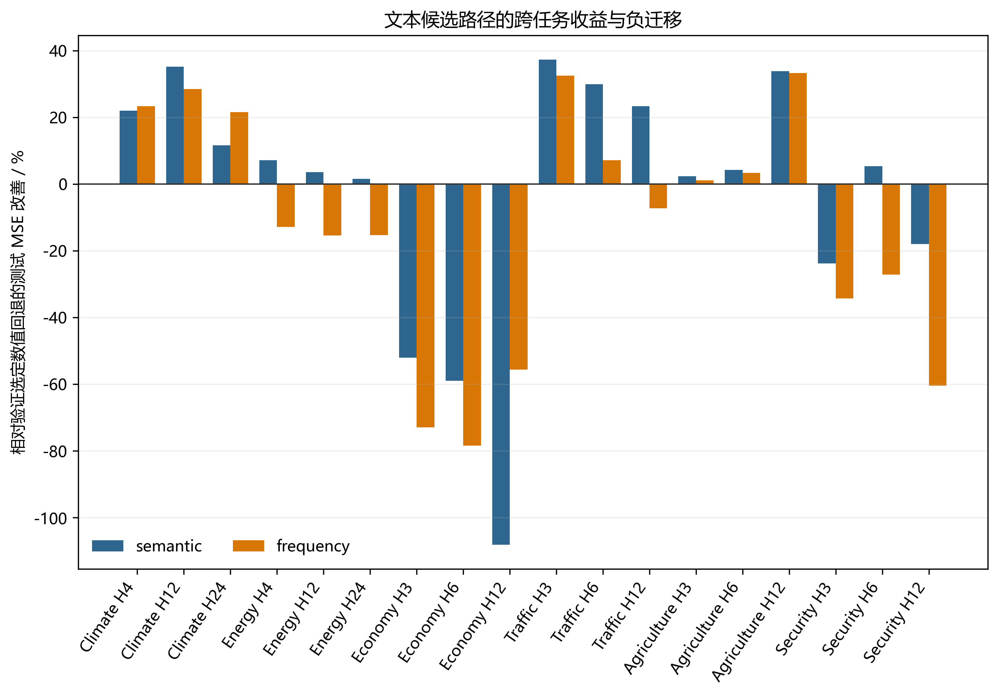 文本候选路径的跨任务收益与负迁移
相对验证选定数值回退的测试 MSE 改善 / %
40
20
0
-20
-40
-60
-80
-100
semantic
frequency
Climate H4
Climate H12
Climate H24
Energy H4
Energy H12
Energy H24
Economy H3
Economy H6
Economy H12
Traffic H3
Traffic H6
Traffic H12
Agriculture H3
Agriculture H6
Agriculture H12
Security H3
Security H6
Security H12